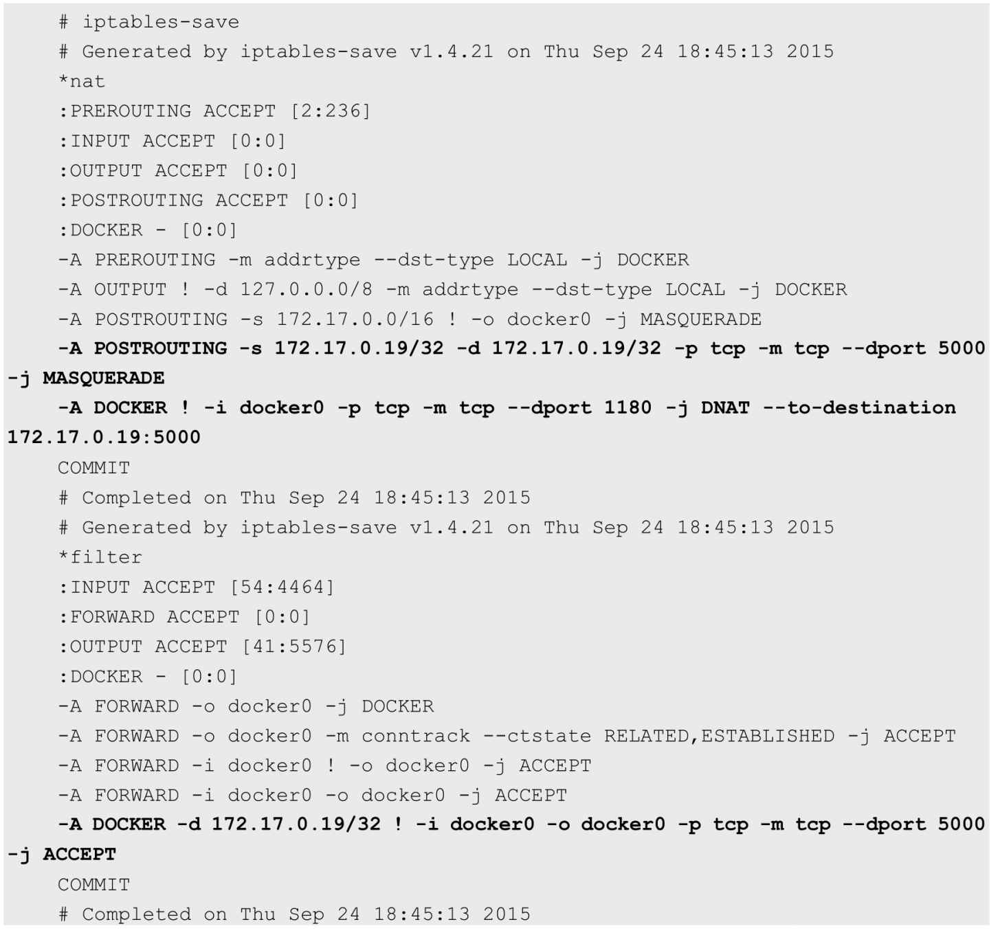 # iptables-save
# Generated by iptables-save v1.4.21 on Thu Sep 24 18:45:13 2015
*nat
:PREROUTING ACCEPT [2:236]
:INPUT ACCEPT [0:0]
:OUTPUT ACCEPT [0:0]
:POSTROUTING ACCEPT [0:0]
:DOCKER - [0:0]
-A PREROUTING -m addrtype --dst-type LOCAL -j DOCKER
-A OUTPUT ! -d 127.0.0.0/8 -m addrtype --dst-type LOCAL -j DOCKER
-A POSTROUTING -s 172.17.0.0/16 ! -o docker0 -j MASQUERADE
-A POSTROUTING -s 172.17.0.19/32 -d 172.17.0.19/32 -p tcp -m tcp --dport 5000
-j MASQUERADE
-A DOCKER ! -i docker0 -p tcp -m tcp --dport 1180 -j DNAT --to-destination
172.17.0.19:5000
COMMIT
# Completed on Thu Sep 24 18:45:13 2015
# Generated by iptables-save v1.4.21 on Thu Sep 24 18:45:13 2015
*filter
:INPUT ACCEPT [54:4464]
:FORWARD ACCEPT [0:0]
:OUTPUT ACCEPT [41:5576]
:DOCKER - [0:0]
-A FORWARD -o docker0 -j DOCKER
-A FORWARD -o docker0 -m conntrack --ctstate RELATED,ESTABLISHED -j ACCEPT
-A FORWARD -i docker0 ! -o docker0 -j ACCEPT
-A FORWARD -i docker0 -o docker0 -j ACCEPT
-A DOCKER -d 172.17.0.19/32 ! -i docker0 -o docker0 -p tcp -m tcp --dport 5000
-j ACCEPT
COMMIT
# Completed on Thu Sep 24 18:45:13 2015